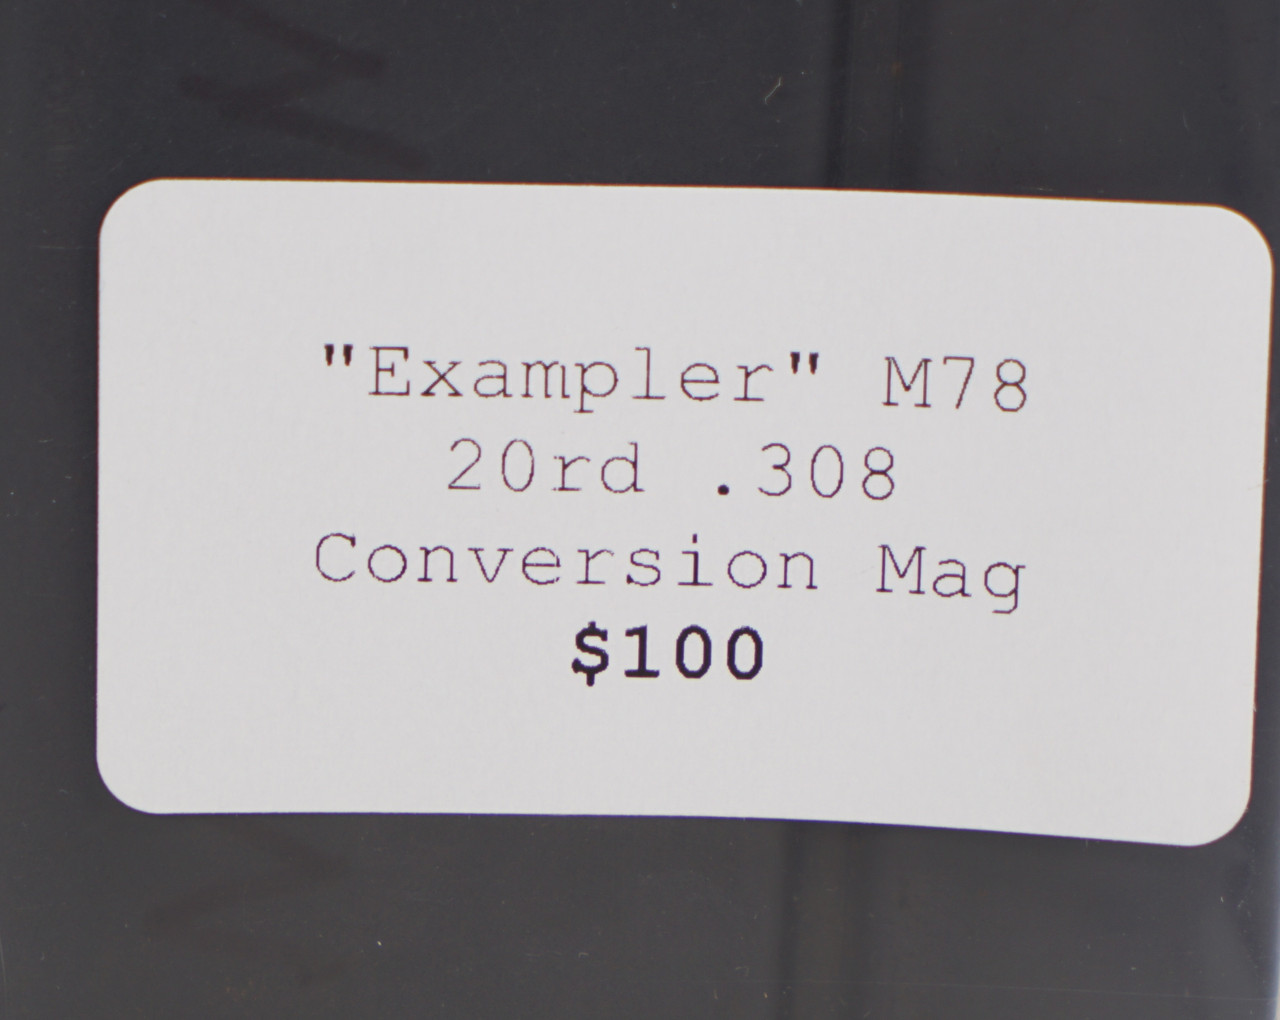 "Exampler" M78
20rd .308
Conversion Mag
$100